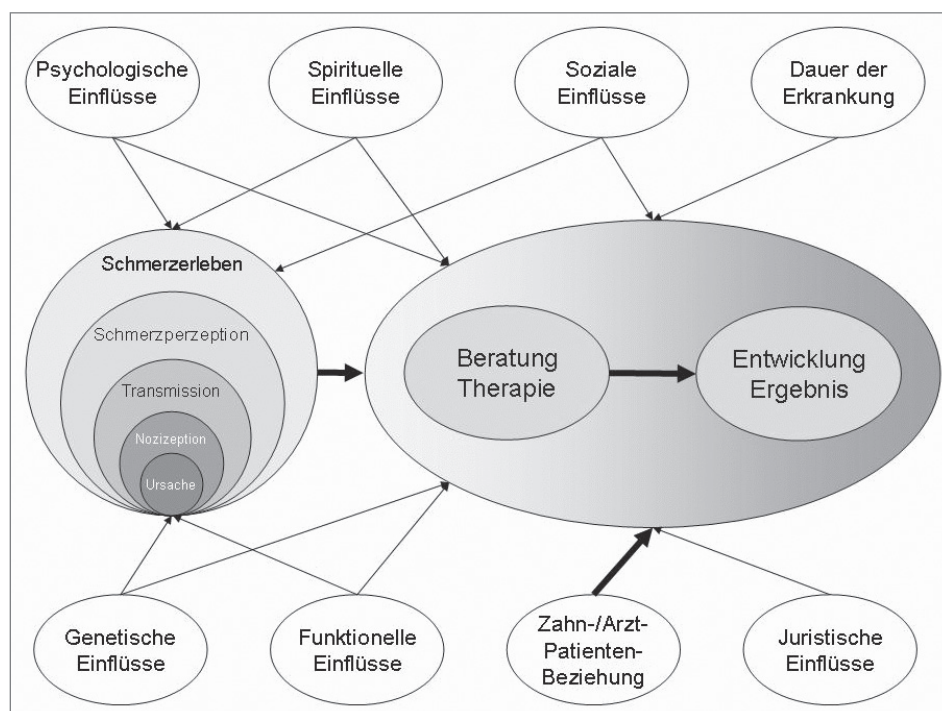 Psychologische
Einflüsse
Spirituelle
Einflüsse
Soziale
Einflüsse
Dauer der
Erkrankung
Schmerzerleben
Schmerzperzeption
Transmission
Nozizeption
Ursache
Beratung
Therapie
Entwicklung
Ergebnis
Genetische
Einflüsse
Funktionelle
Einflüsse
Zahn-/Arzt-
Patienten-
Beziehung
Juristische
Einflüsse